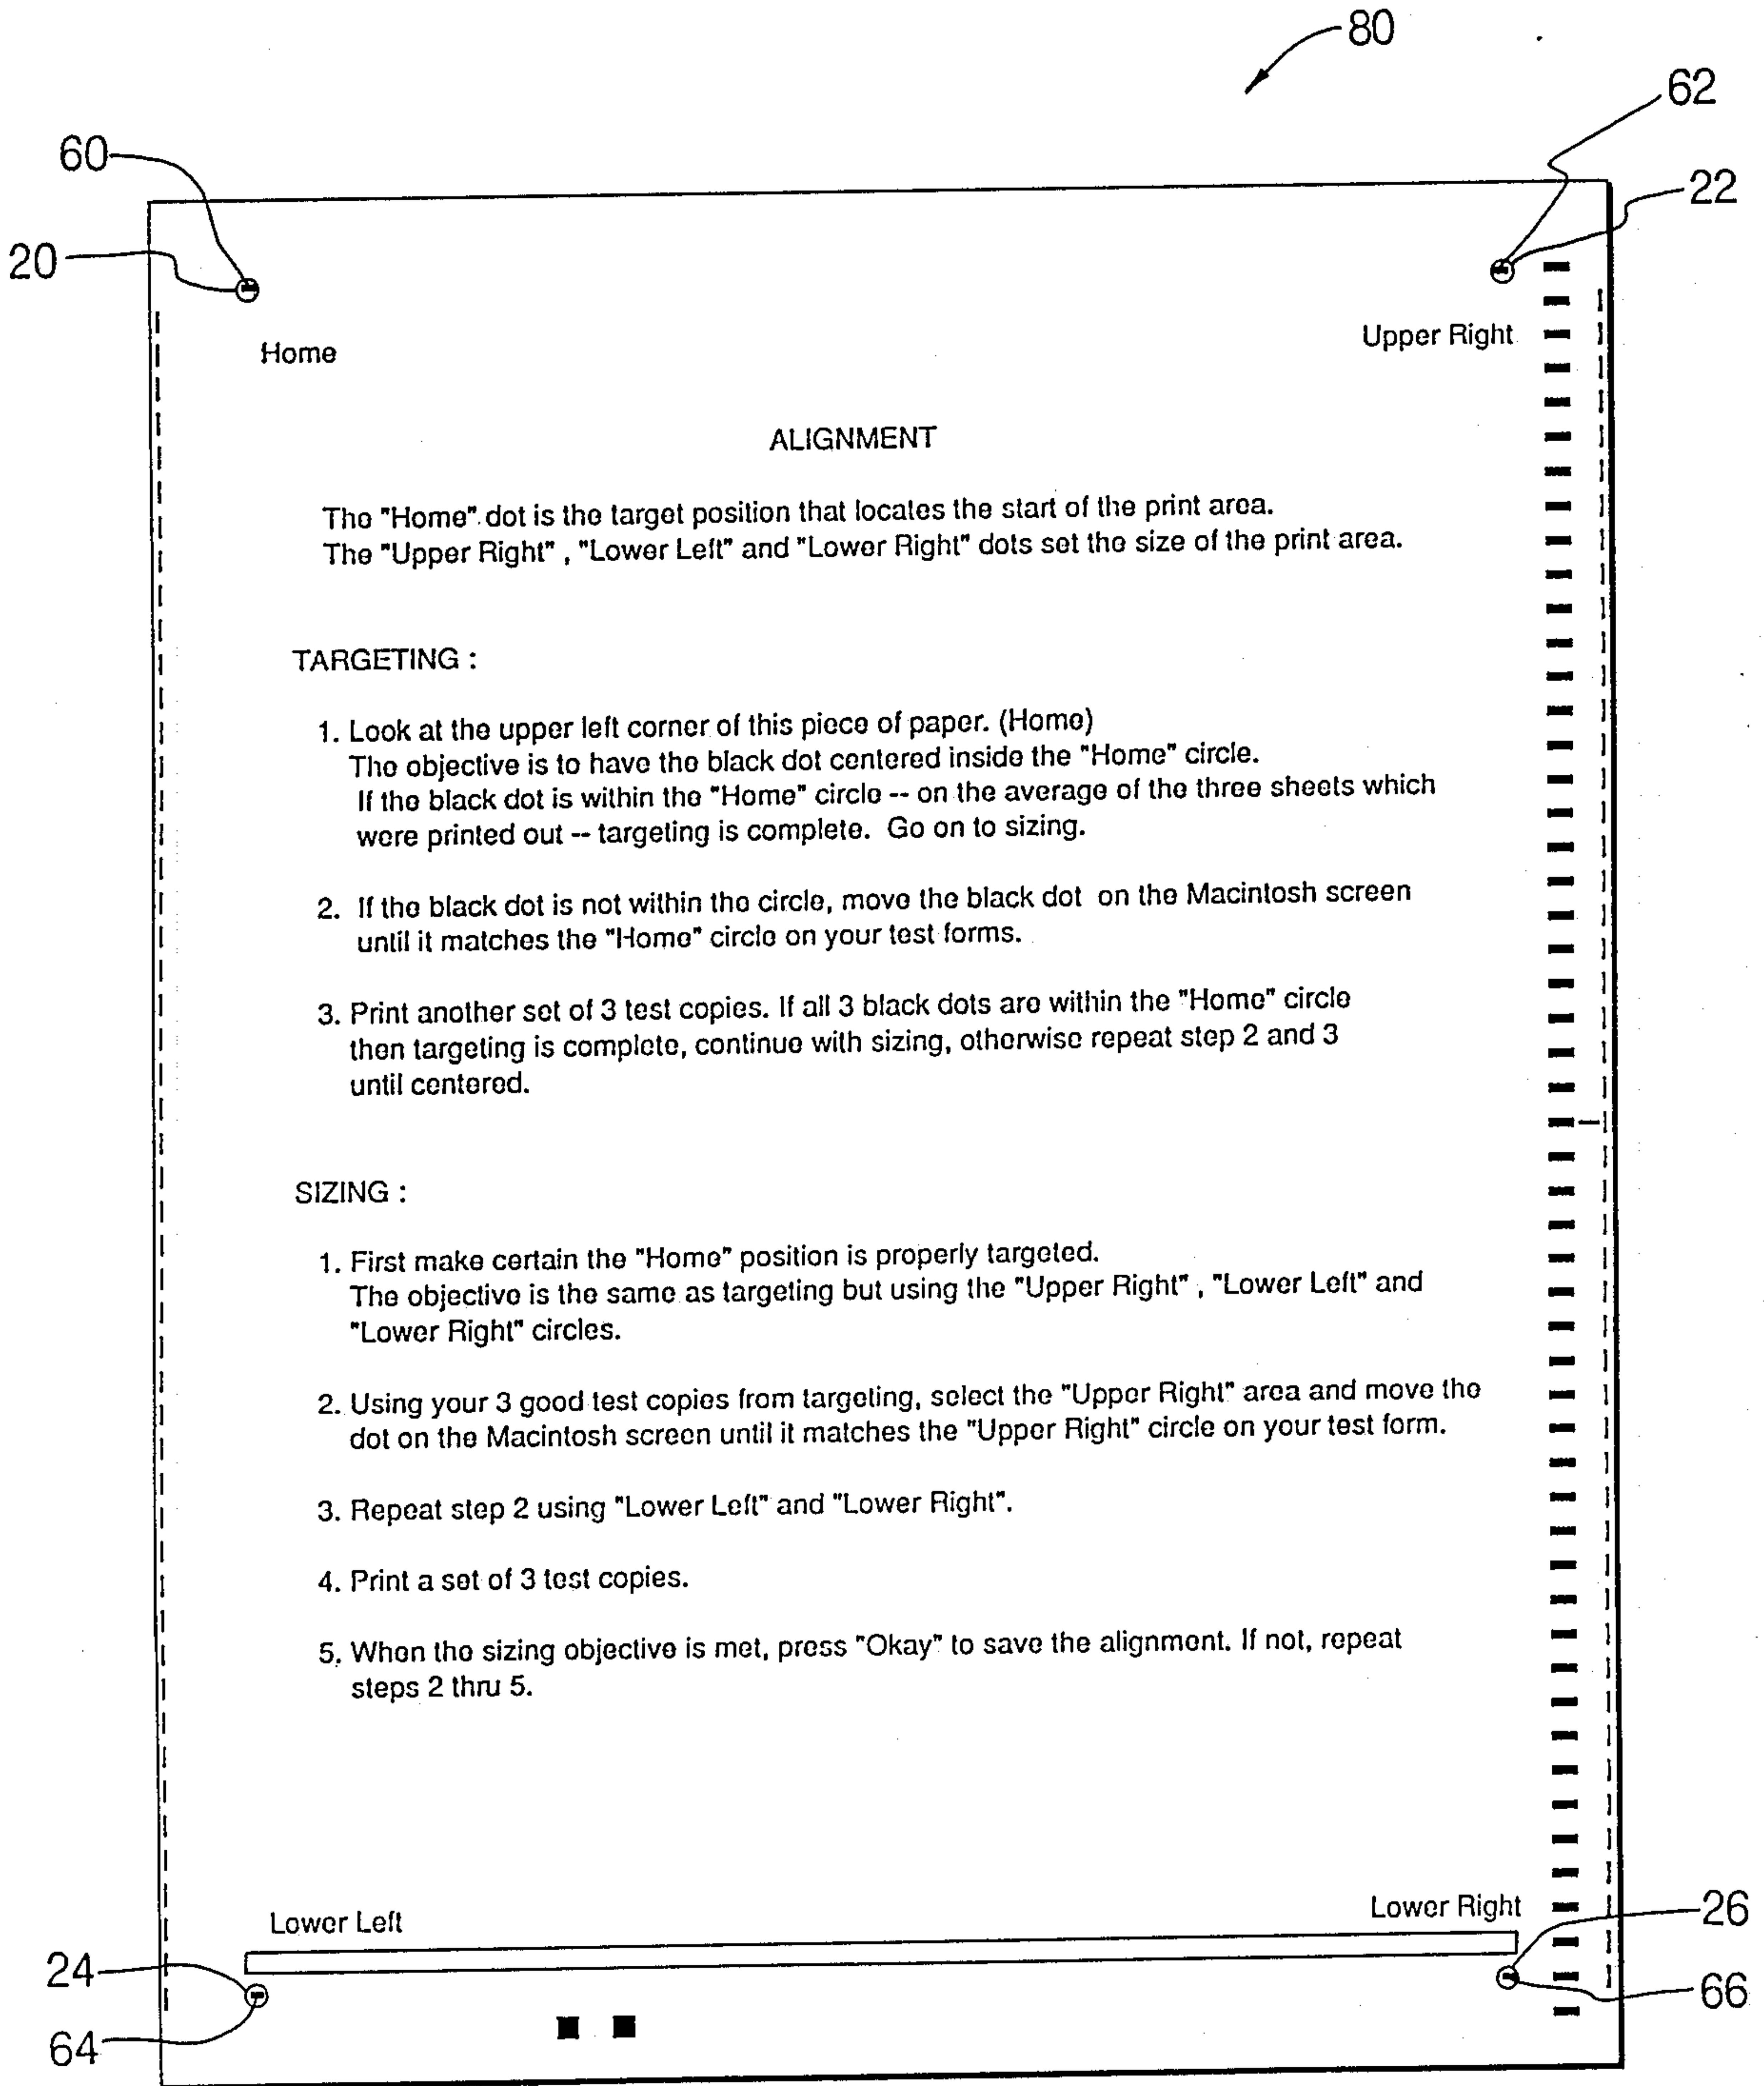 80
62
60
22
20
Home
Upper Right
ALIGNMENT
The "Home" dot is the target position that locates the start of the print area.
The "Upper Right" , "Lower Left" and "Lower Right" dots set the size of the print area.
TARGETING :
1. Look at the upper left corner of this piece of paper. (Home)
The objective is to have the black dot centered inside the "Home" circle.
If the black dot is within the "Home" circle -- on the average of the three sheets which
were printed out -- targeting is complete. Go on to sizing.
2. If the black dot is not within the circle, move the black dot on the Macintosh screen
until it matches the "Home" circle on your test forms.
3. Print another set of 3 test copies. If all 3 black dots are within the "Home" circle
then targeting is complete, continue with sizing, otherwise repeat step 2 and 3
until centered.
SIZING :
1. First make certain the "Home" position is properly targeted.
The objective is the same as targeting but using the "Upper Right" , "Lower Left" and
"Lower Right" circles.
2. Using your 3 good test copies from targeting, select the "Upper Right" area and move the
dot on the Macintosh screen until it matches the "Upper Right" circle on your test form.
3. Repeat step 2 using "Lower Left" and "Lower Right".
4. Print a set of 3 test copies.
5. When the sizing objective is met, press "Okay" to save the alignment. If not, repeat
steps 2 thru 5.
Lower Left
Lower Right
26
24
66
64